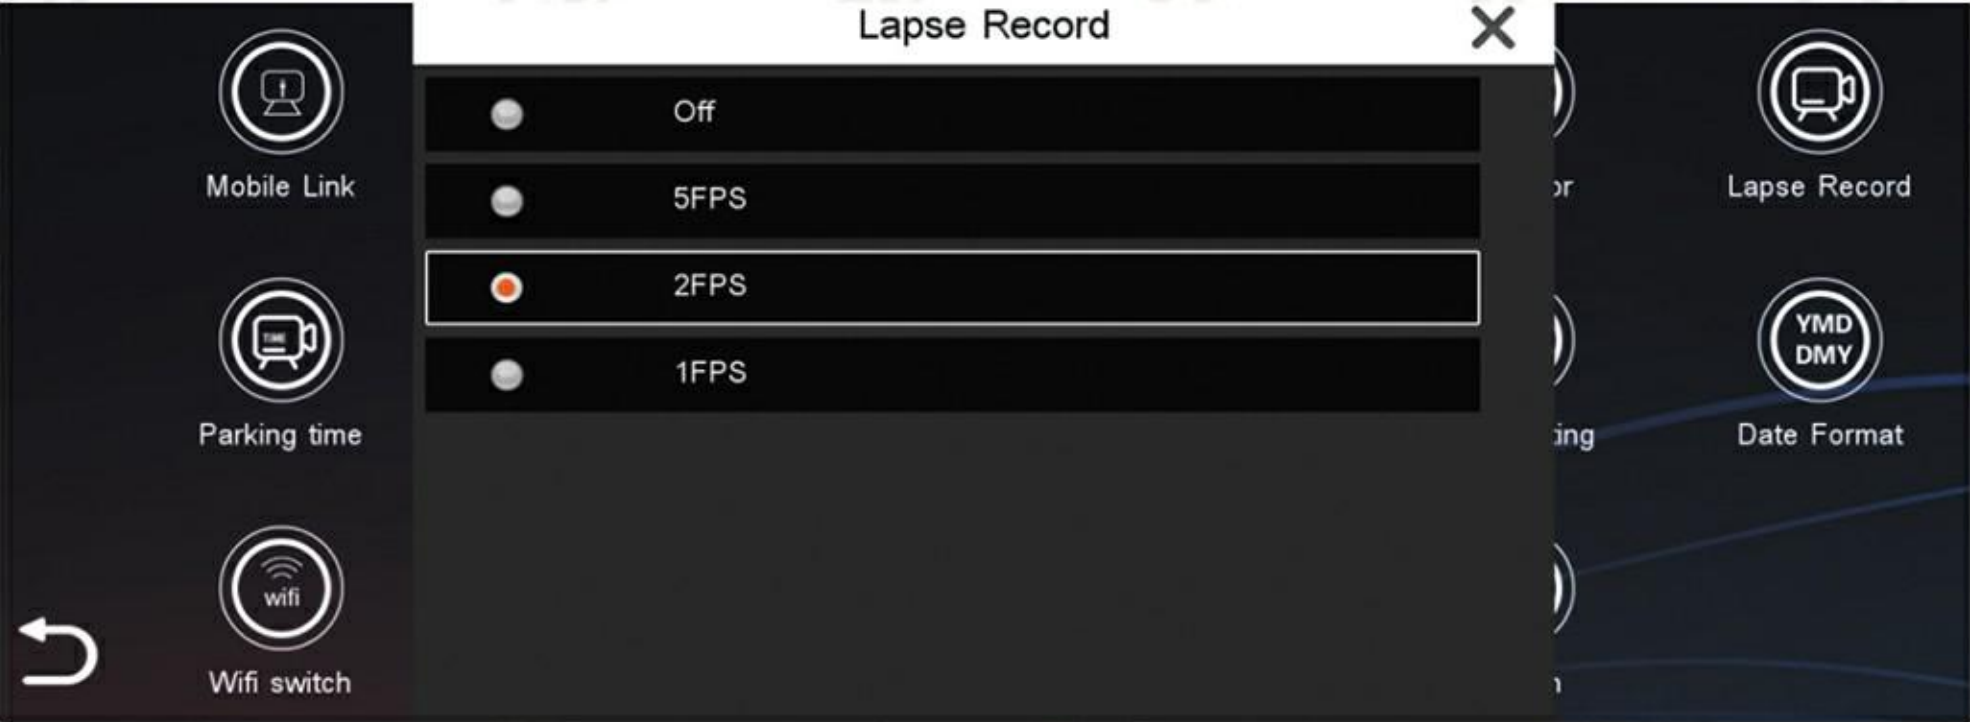 Lapse Record
Off
5FPS
2FPS
1FPS
Mobile Link
TIME
Parking time
wifi
Wifi switch
Lapse Record
YMD
DMY
Date Format